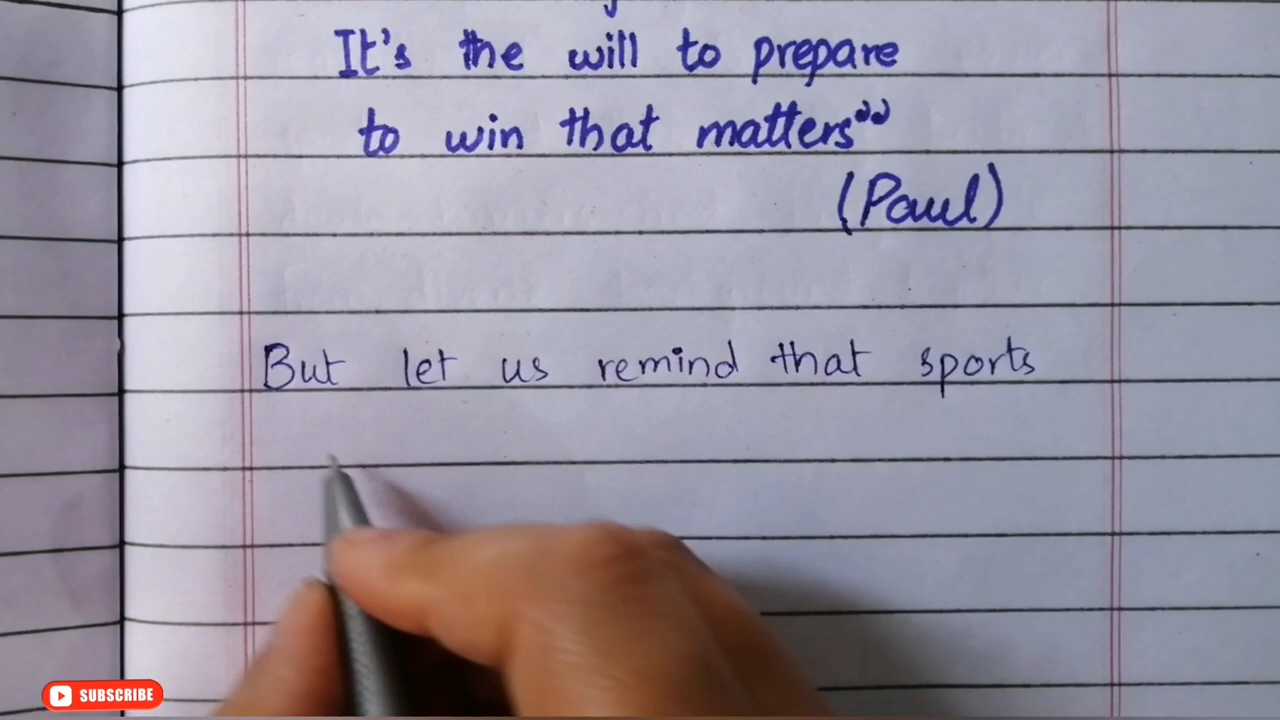 It's the will to prepare
to win that matters"
(Paul)
But let us remind that sports
SUBSCRIBE